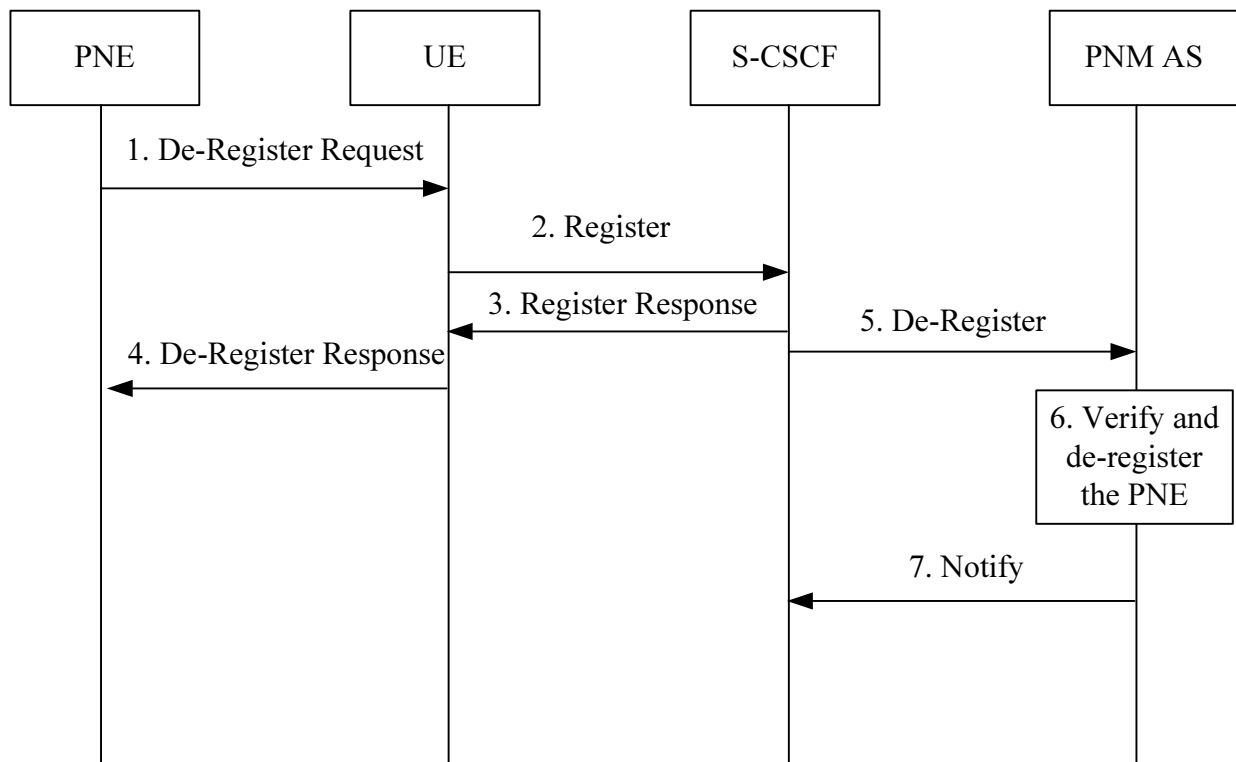 PNE
UE
S-CSCF
PNM AS
1. De-Register Request
2. Register
3. Register Response
5. De-Register
4. De-Register Response
6. Verify and
de-register
the PNE
7. Notify